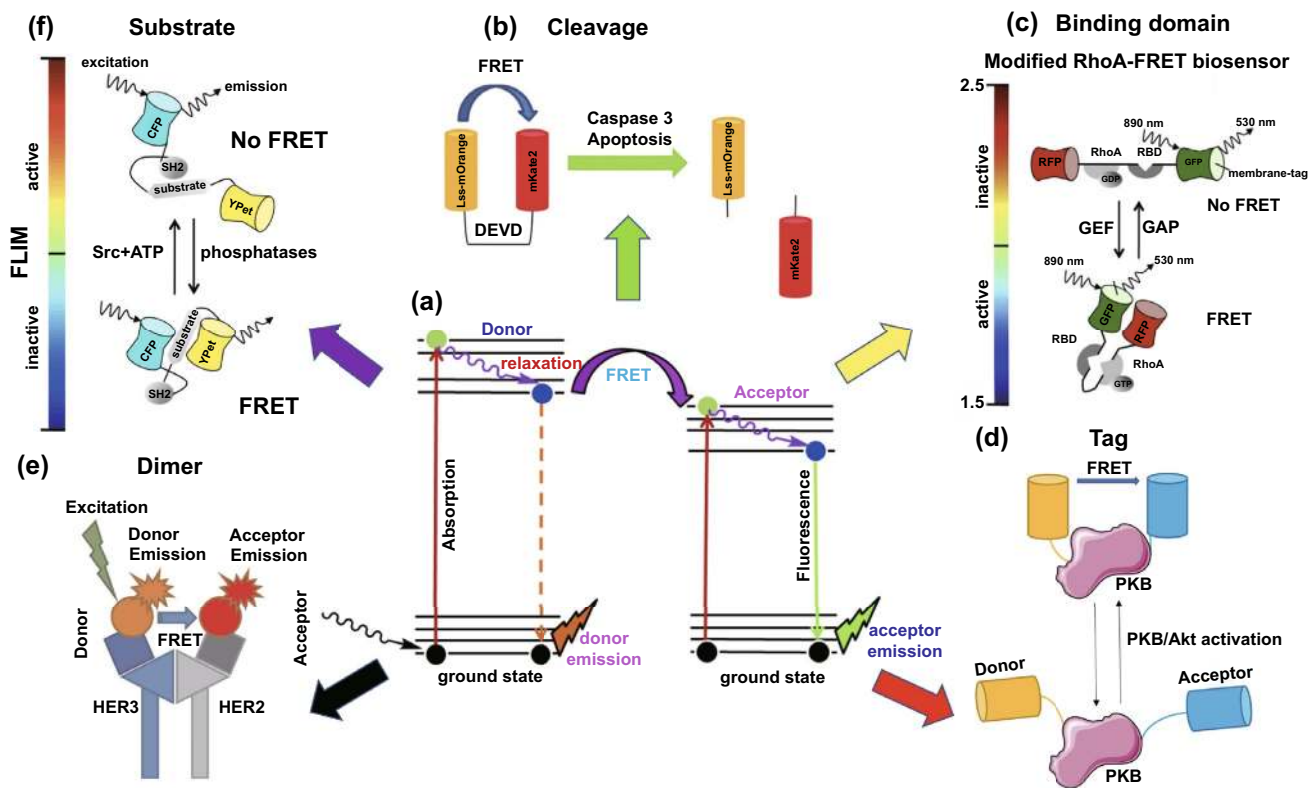 (f) Substrate
excitation
emission
CFP
No FRET
SH2
substrate
YPet
Src+ATP
phosphatases
FLIM
active
inactive
CFP
substrate
YPet
SH2
FRET
(b) Cleavage
FRET
Lss-mOrange
mKate2
DEVD
Caspase 3
Apoptosis
Lss-mOrange
mKate2
(c) Binding domain
Modified RhoA-FRET biosensor
2.5
inactive
active
1.5
890 nm
530 nm
RFP
RhoA
RBD
GFP
GDP
membrane-tag
No FRET
GEF
GAP
890 nm
530 nm
GFP
RFP
FRET
RBD
RhoA
GTP
(a)
Donor
relaxation
FRET
Acceptor
Absorption
Fluorescence
Acceptor
donor
emission
ground state
acceptor
emission
ground state
(d) Tag
FRET
PKB
PKB/Akt activation
Donor
Acceptor
PKB
(e) Dimer
Excitation
Donor
Emission
Acceptor
Emission
Donor
FRET
HER3
HER2